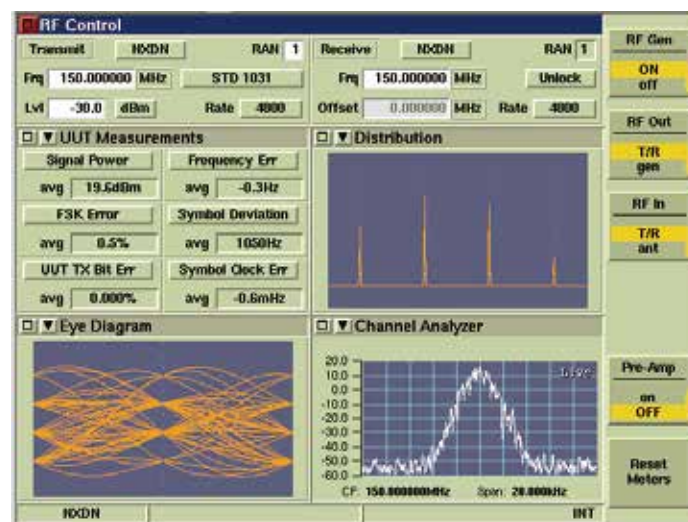 RF Control
Transmit NXDN RAN 1
Frq 150.000000 MHz STD 1031
Lvl -30.0 dBm Rate 4800
Receive NXDN RAN 1
Frq 150.000000 MHz Unlock
Offset 0.000000 MHz Rate 4800
UUT Measurements
Signal Power Frequency Err
avg 19.6dBm avg -0.3Hz
FSK Error Symbol Deviation
avg 0.5% avg 1050Hz
UUT TX Bit Err Symbol Clock Err
avg 0.000% avg -0.6mHz
Distribution
Eye Diagram
Channel Analyzer
20.0
10.0
0.0
-10.0
-20.0
-30.0
-40.0
-50.0
-60.0
Live
CF: 150.000000MHz Span: 20.000kHz
NXDN INT
RF Gen
ON
off
RF Out
T/R
gen
RF In
T/R
ant
Pre-Amp
on
OFF
Reset
Meters